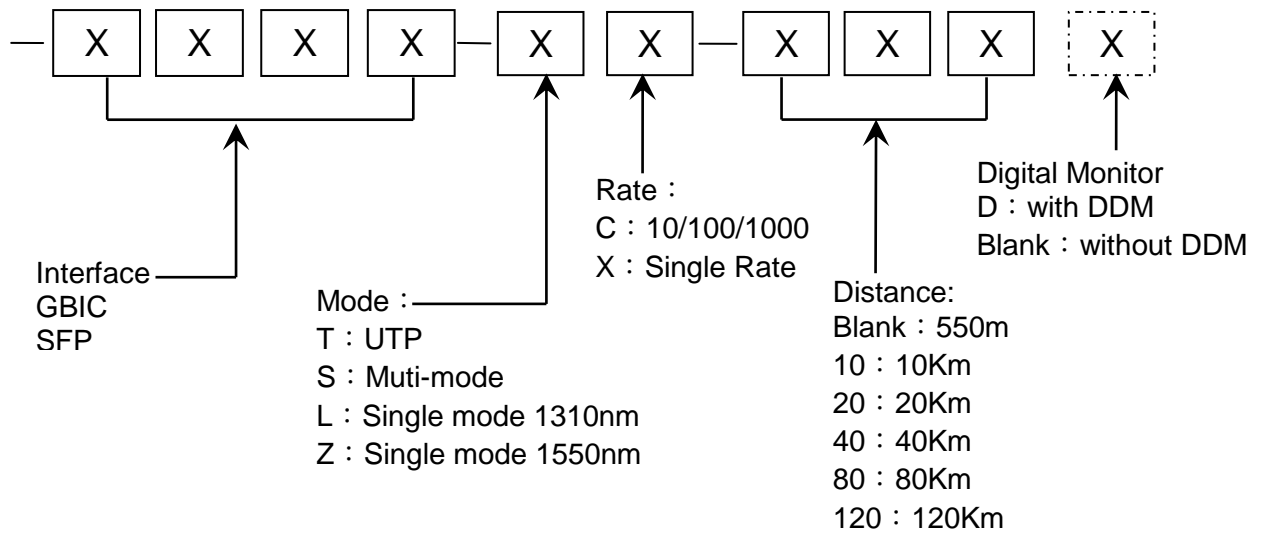 — X X X X — X X — X X X X
Interface
GBIC
SFP
Mode：
T：UTP
S：Muti-mode
L：Single mode 1310nm
Z：Single mode 1550nm
Rate：
C：10/100/1000
X：Single Rate
Distance:
Blank：550m
10：10Km
20：20Km
40：40Km
80：80Km
120：120Km
Digital Monitor
D：with DDM
Blank：without DDM